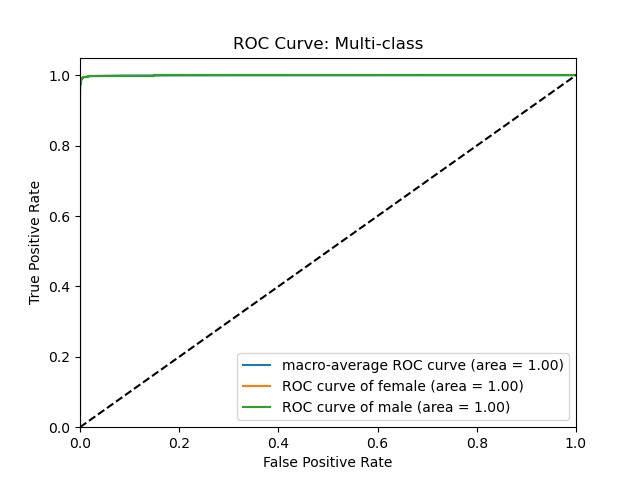 ROC Curve: Multi-class
1.0
0.8
0.6
0.4
0.2
0.0
True Positive Rate
macro-average ROC curve (area = 1.00)
ROC curve of female (area = 1.00)
ROC curve of male (area = 1.00)
0.0 0.2 0.4 0.6 0.8 1.0
False Positive Rate